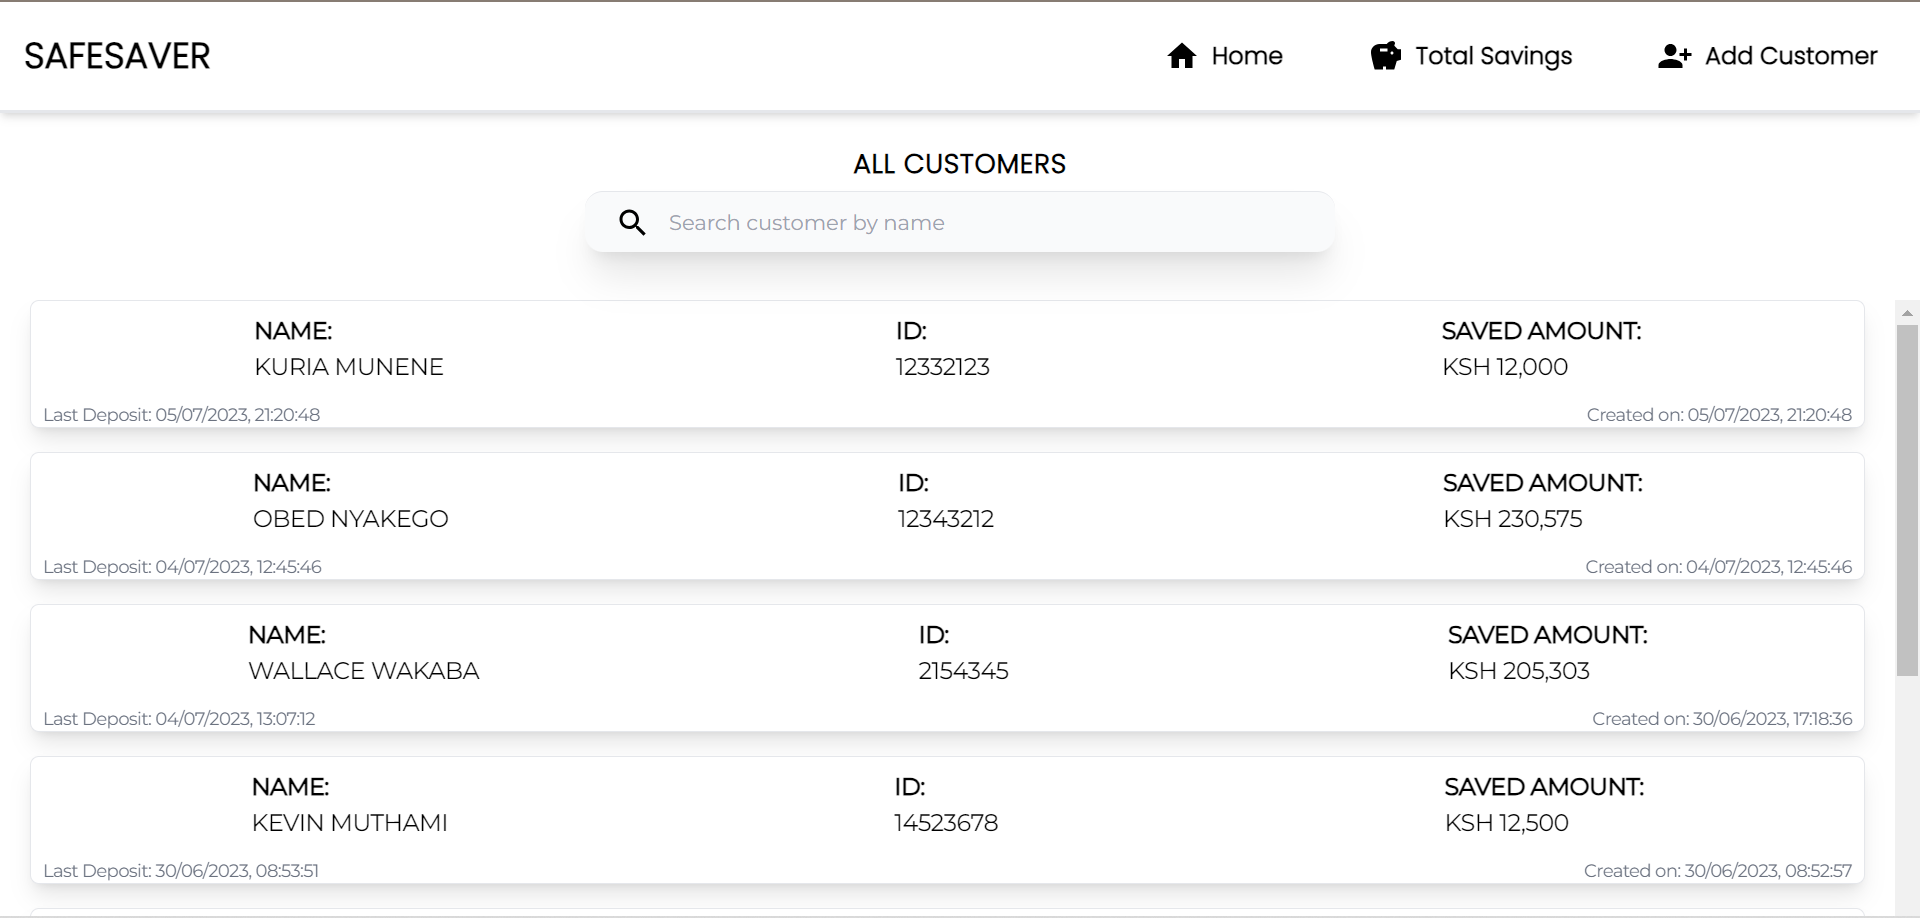 SAFESAVER
Home
Total Savings
Add Customer
ALL CUSTOMERS
Search customer by name
NAME: ID: SAVED AMOUNT:
KURIA MUNENE 12332123 KSH 12,000
Last Deposit: 05/07/2023, 21:20:48 Created on: 05/07/2023, 21:20:48
NAME: ID: SAVED AMOUNT:
OBED NYAKEGO 12343212 KSH 230,575
Last Deposit: 04/07/2023, 12:45:46 Created on: 04/07/2023, 12:45:46
NAME: ID: SAVED AMOUNT:
WALLACE WAKABA 2154345 KSH 205,303
Last Deposit: 04/07/2023, 13:07:12 Created on: 30/06/2023, 17:18:36
NAME: ID: SAVED AMOUNT:
KEVIN MUTHAMI 14523678 KSH 12,500
Last Deposit: 30/06/2023, 08:53:51 Created on: 30/06/2023, 08:52:57